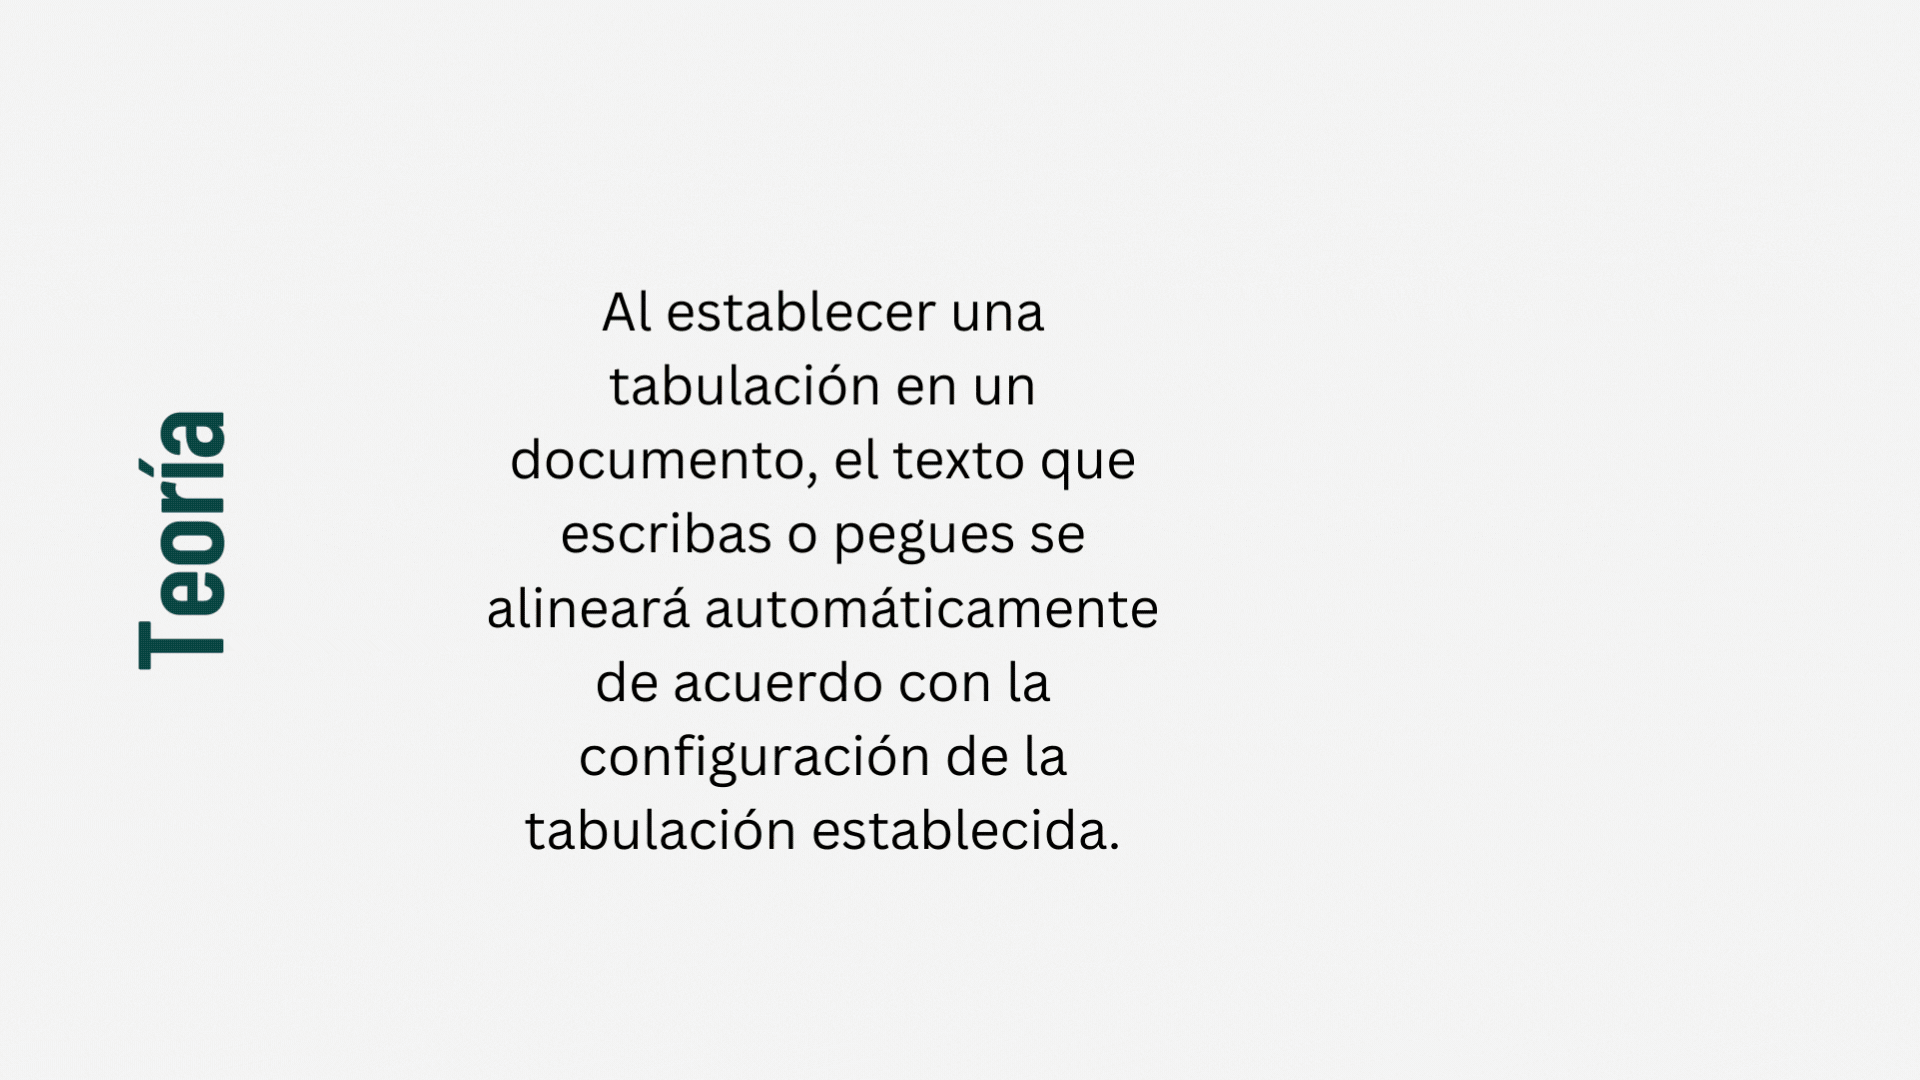 Teoría
Al establecer una
tabulación en un
documento, el texto que
escribas o pegues se
alineará automáticamente
de acuerdo con la
configuración de la
tabulación establecida.